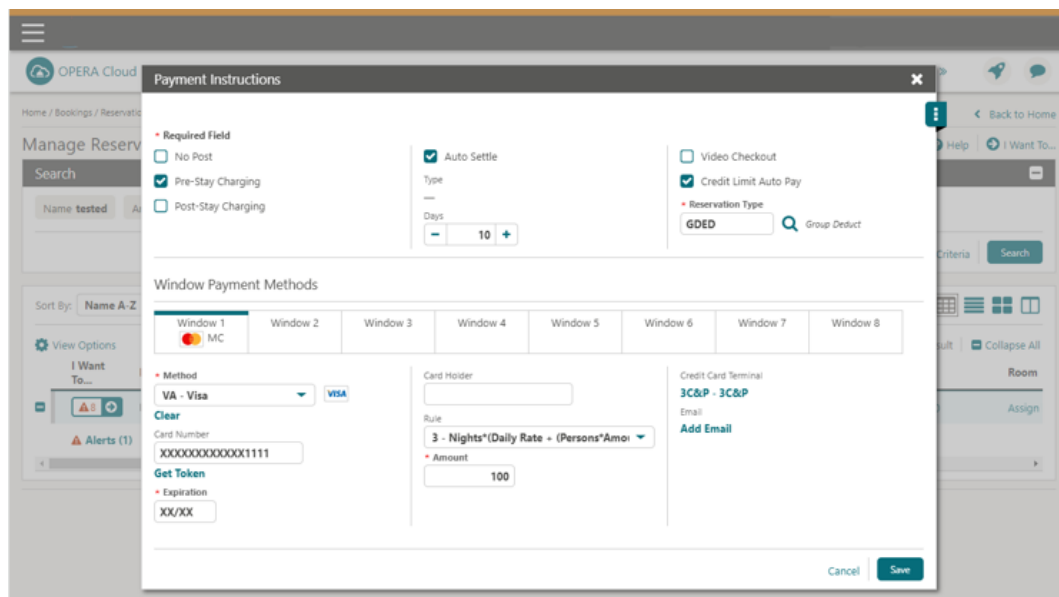 OPERA Cloud
Payment Instructions
Home / Bookings / Reservatio
Back to Home
* Required Field
Manage Reserv
Help
I Want To...
No Post
Auto Settle
Video Checkout
Search
Pre-Stay Charging
Type
Credit Limit Auto Pay
Name tested
Post-Stay Charging
—
* Reservation Type
Days
GDED
Group Deduct
10
Criteria
Search
Window Payment Methods
Sort By: Name A-Z
Window 1
MC
Window 2
Window 3
Window 4
Window 5
Window 6
Window 7
Window 8
View Options
sult
Collapse All
I Want To...
Room
* Method
Card Holder
Credit Card Terminal
VA - Visa
VISA
3C&P - 3C&P
Clear
Rule
Email
Assign
Alerts (1)
Card Number
3 - Nights*(Daily Rate + (Persons*Amou
Add Email
XXXXXXXXXXXX1111
* Amount
Get Token
100
* Expiration
XX/XX
Cancel
Save